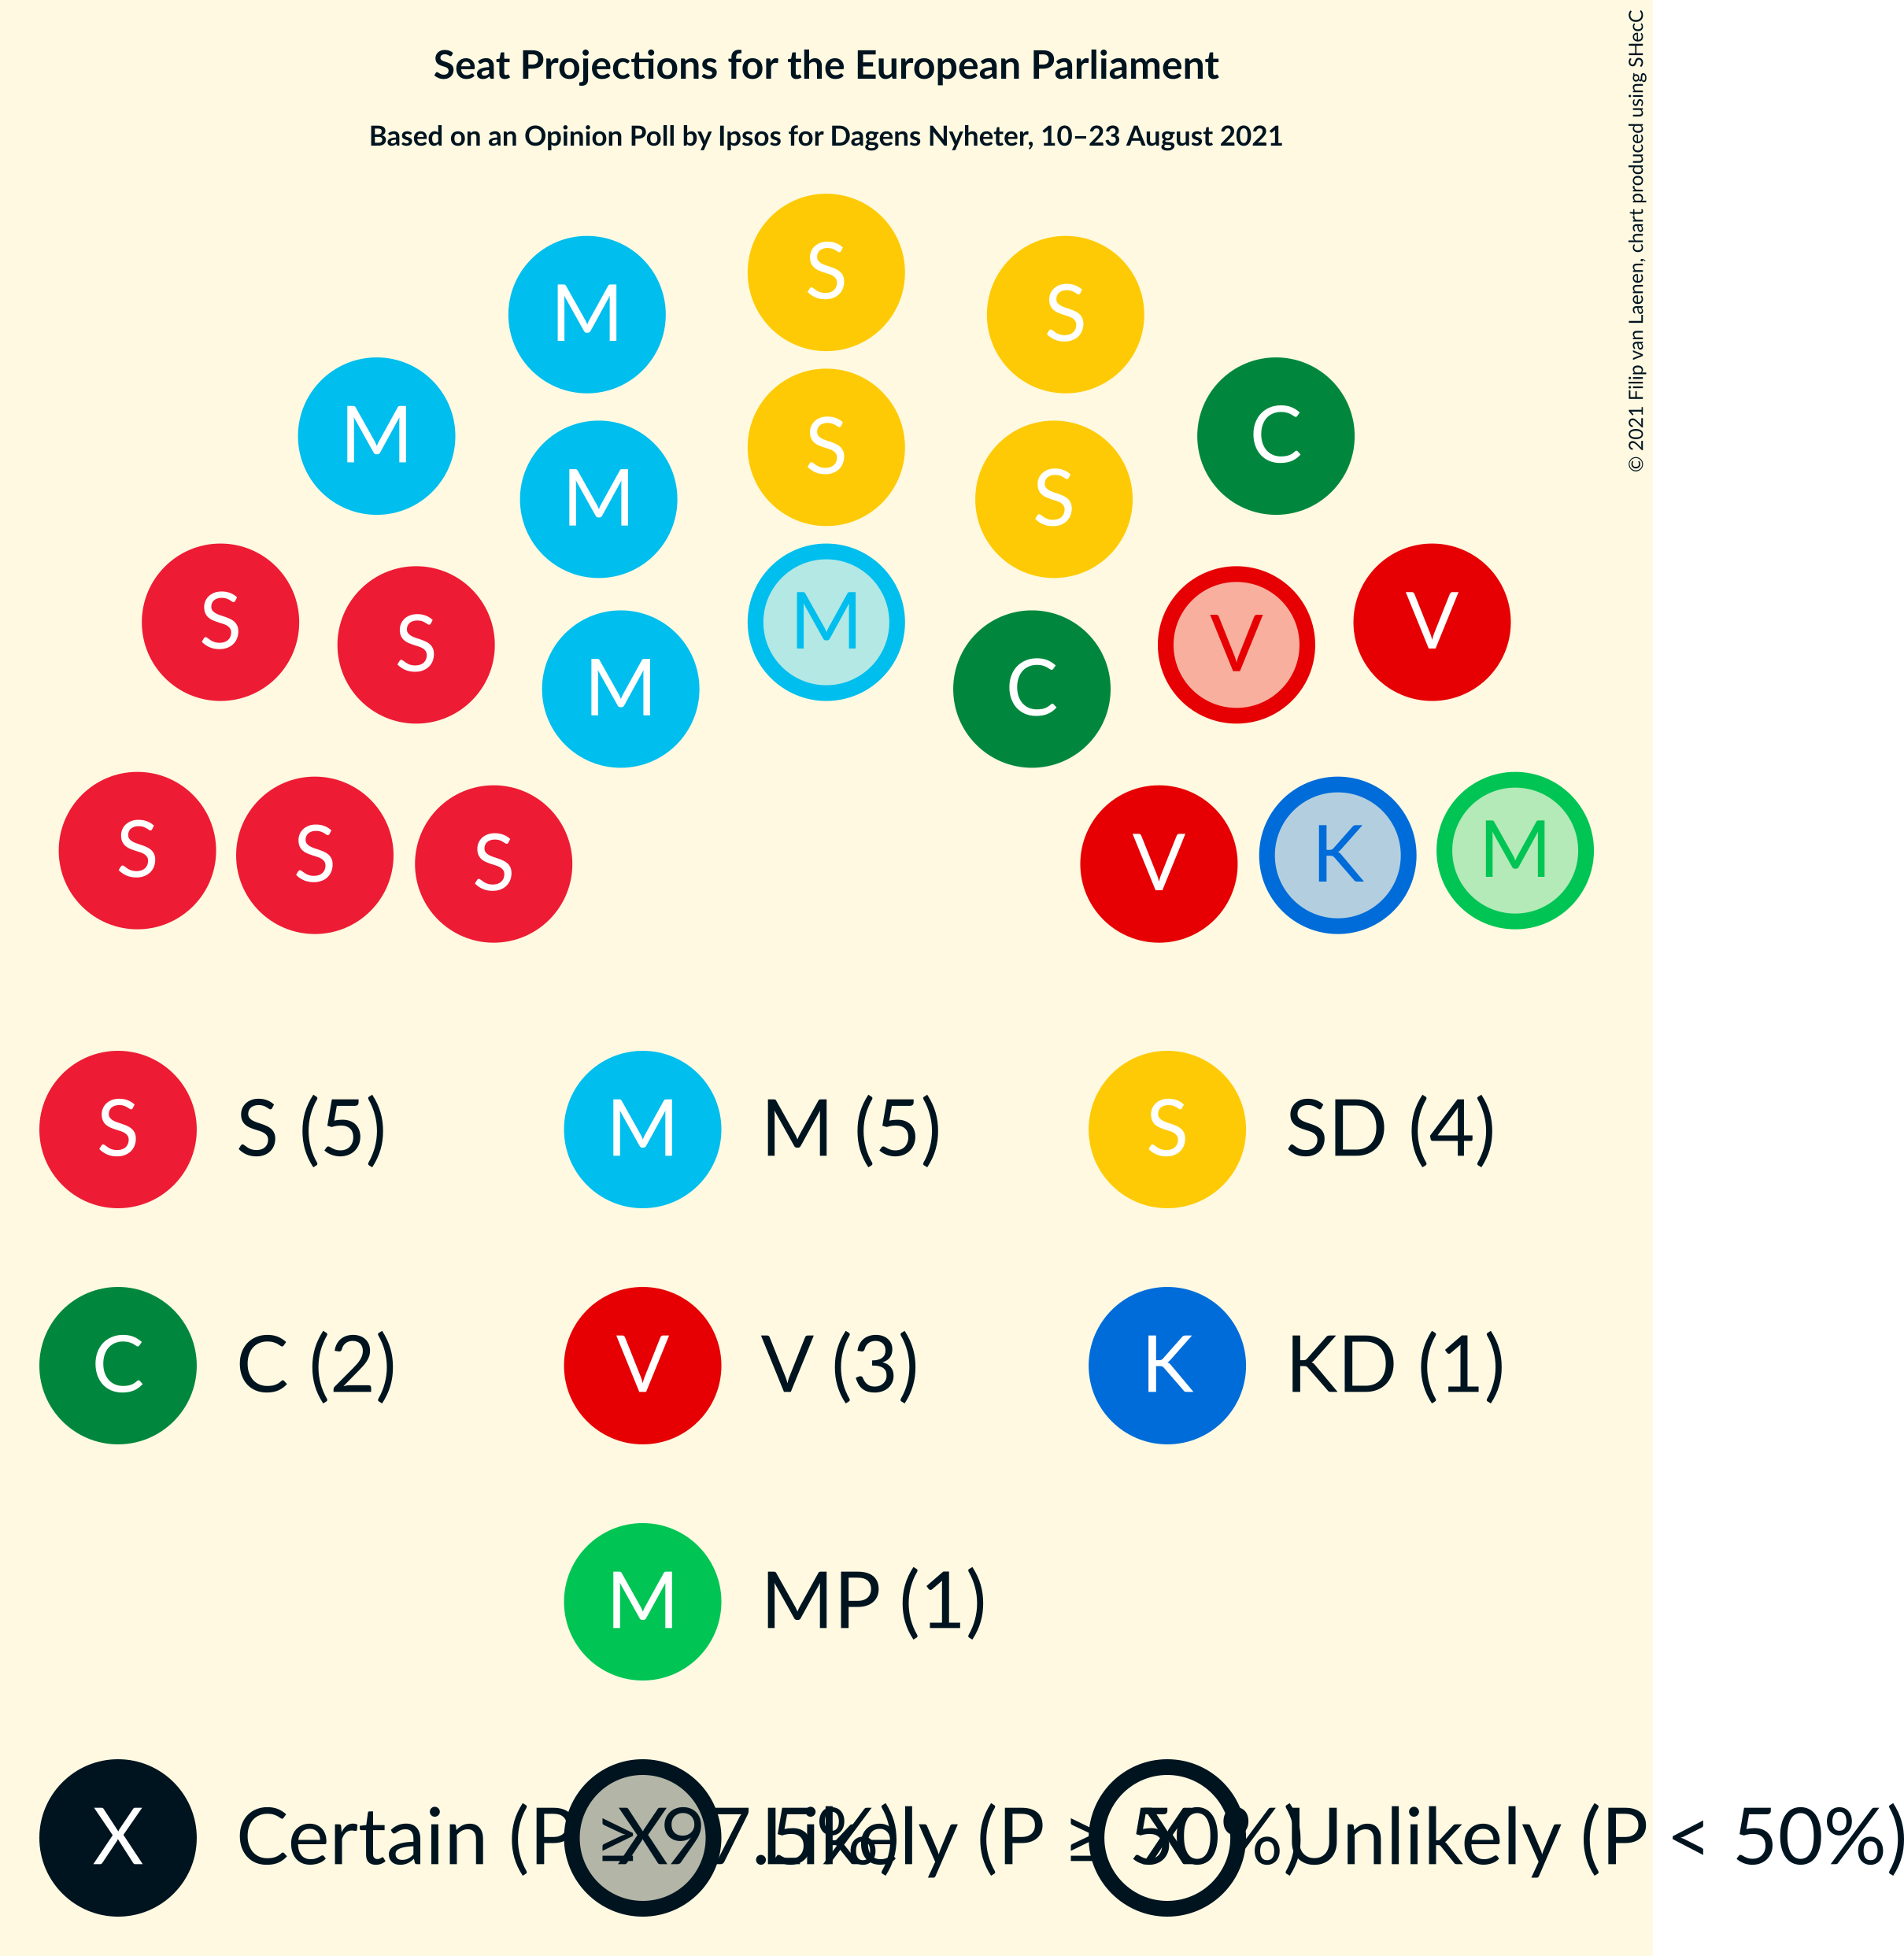 Seat Projections for the European Parliament
Based on an Opinion Poll by Ipsos for Dagens Nyheter, 10–23 August 2021
© 2021 Filip van Laenen, chart produced using SHecC
S
M S
M S C
M S
S M V
S V
M C
S M
S K
S V
S S (5) M M (5) S SD (4)
C C (2) V V (3) K KD (1)
M MP (1)
X Certain (P ≥ 97.5%) X Likely (P ≥ 50%) X Unlikely (P < 50%)